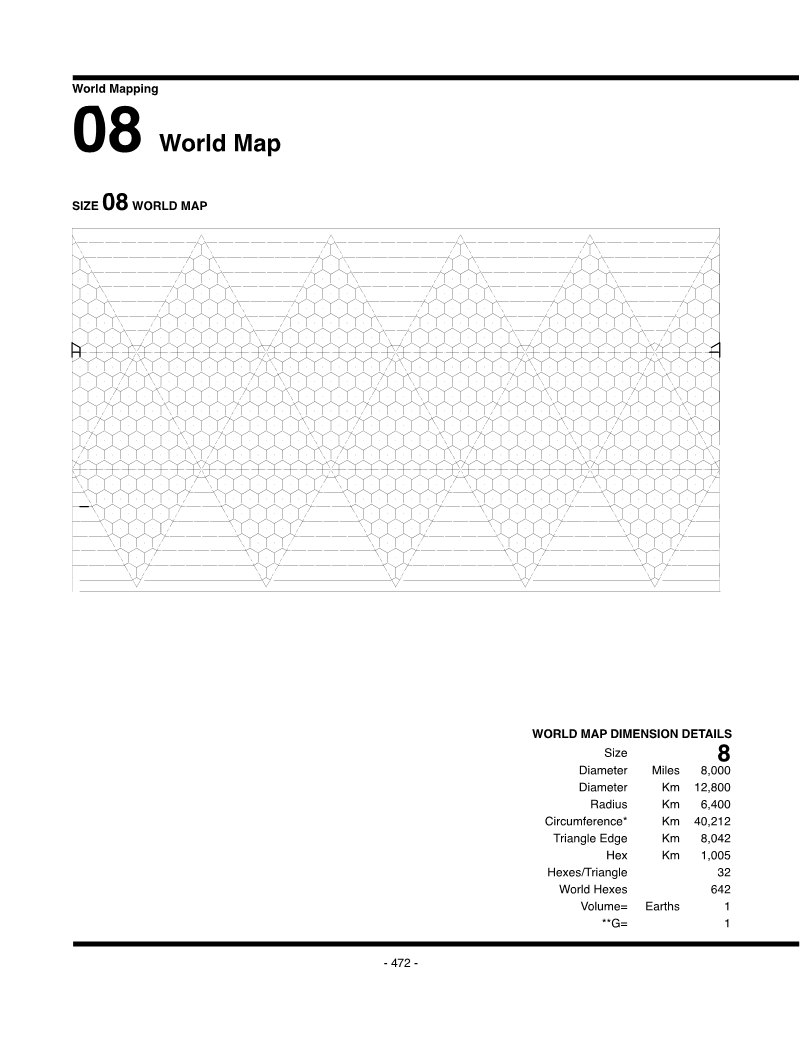 World Mapping
08 World Map
SIZE 08 WORLD MAP
WORLD MAP DIMENSION DETAILS
Size 8
Diameter Miles 8,000
Diameter Km 12,800
Radius Km 6,400
Circumference* Km 40,212
Triangle Edge Km 8,042
Hex Km 1,005
Hexes/Triangle 32
World Hexes 642
Volume= Earths 1
**G= 1
- 472 -